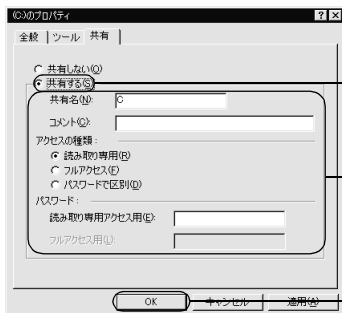 (C:)のプロパティ
全般 ツール 共有
共有しない(O)
共有する(S)
共有名(N): C
コメント(C):
アクセスの種類:
読み取り専用(R)
フルアクセス(F)
パスワードで区別(D)
パスワード:
読み取り専用アクセス用(E):
フルアクセス用(L):
OK キャンセル 適用(A)